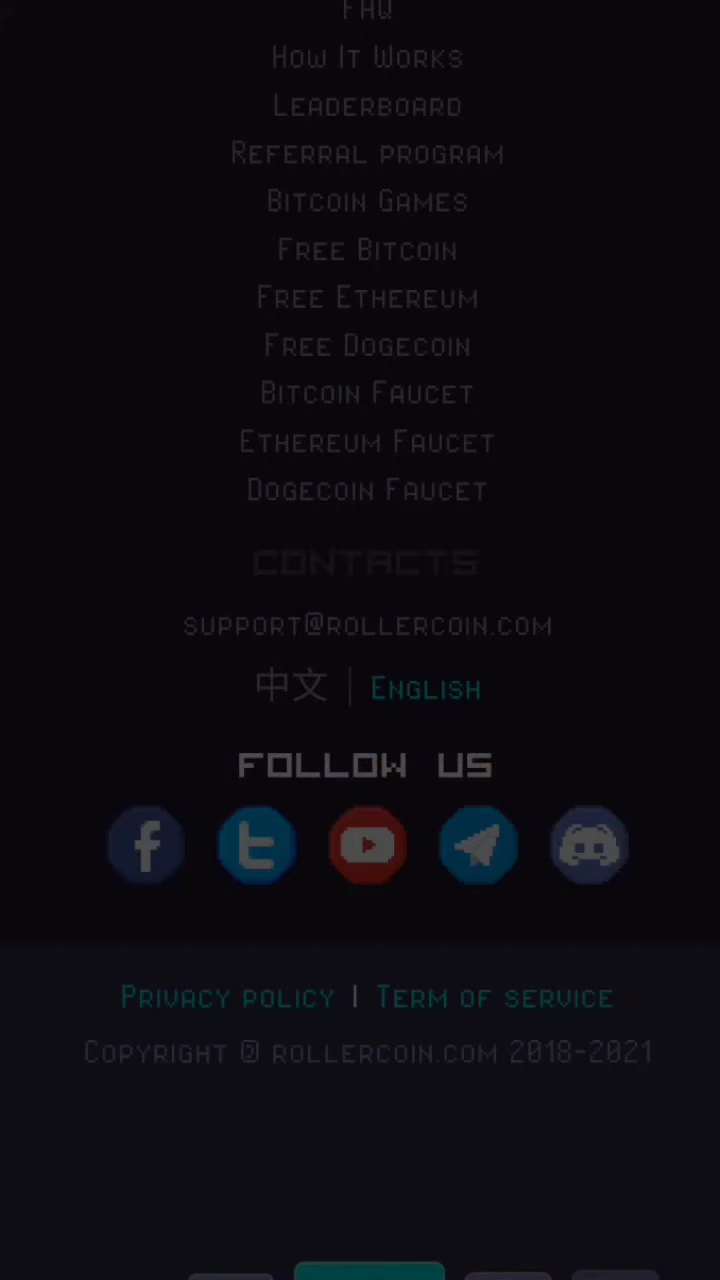 FAQ
How It Works
Leaderboard
Referral program
Bitcoin Games
Free Bitcoin
Free Ethereum
Free Dogecoin
Bitcoin Faucet
Ethereum Faucet
Dogecoin Faucet
CONTACTS
support@rollercoin.com
中文 | English
FOLLOW US
Privacy policy | Term of service
Copyright @ rollercoin.com 2018-2021